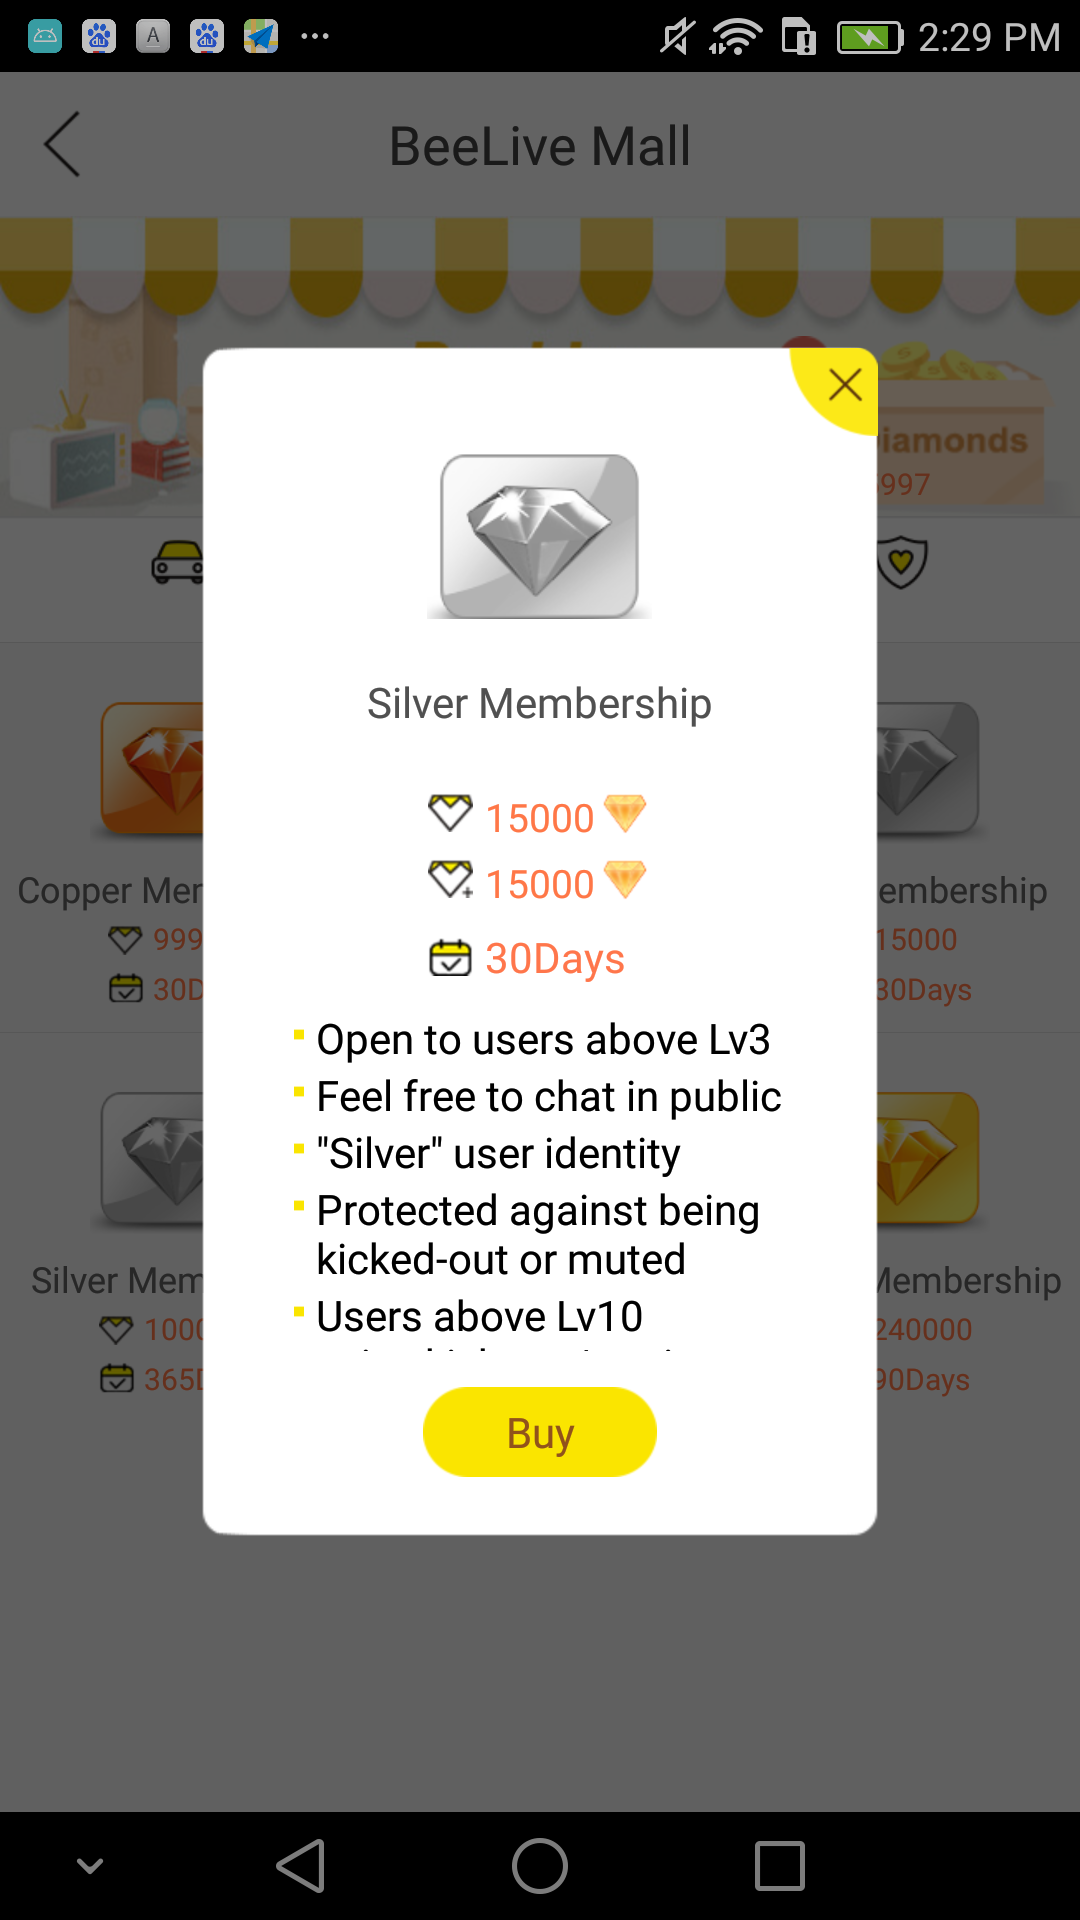 2:29 PM
BeeLive Mall
iamonds
997
Silver Membership
15000
15000
30Days
Open to users above Lv3
Feel free to chat in public
"Silver" user identity
Protected against being
kicked-out or muted
Users above Lv10
Buy
Copper Mer
embership
999
15000
30D
30Days
Silver Mem
Membership
1000
240000
365D
90Days